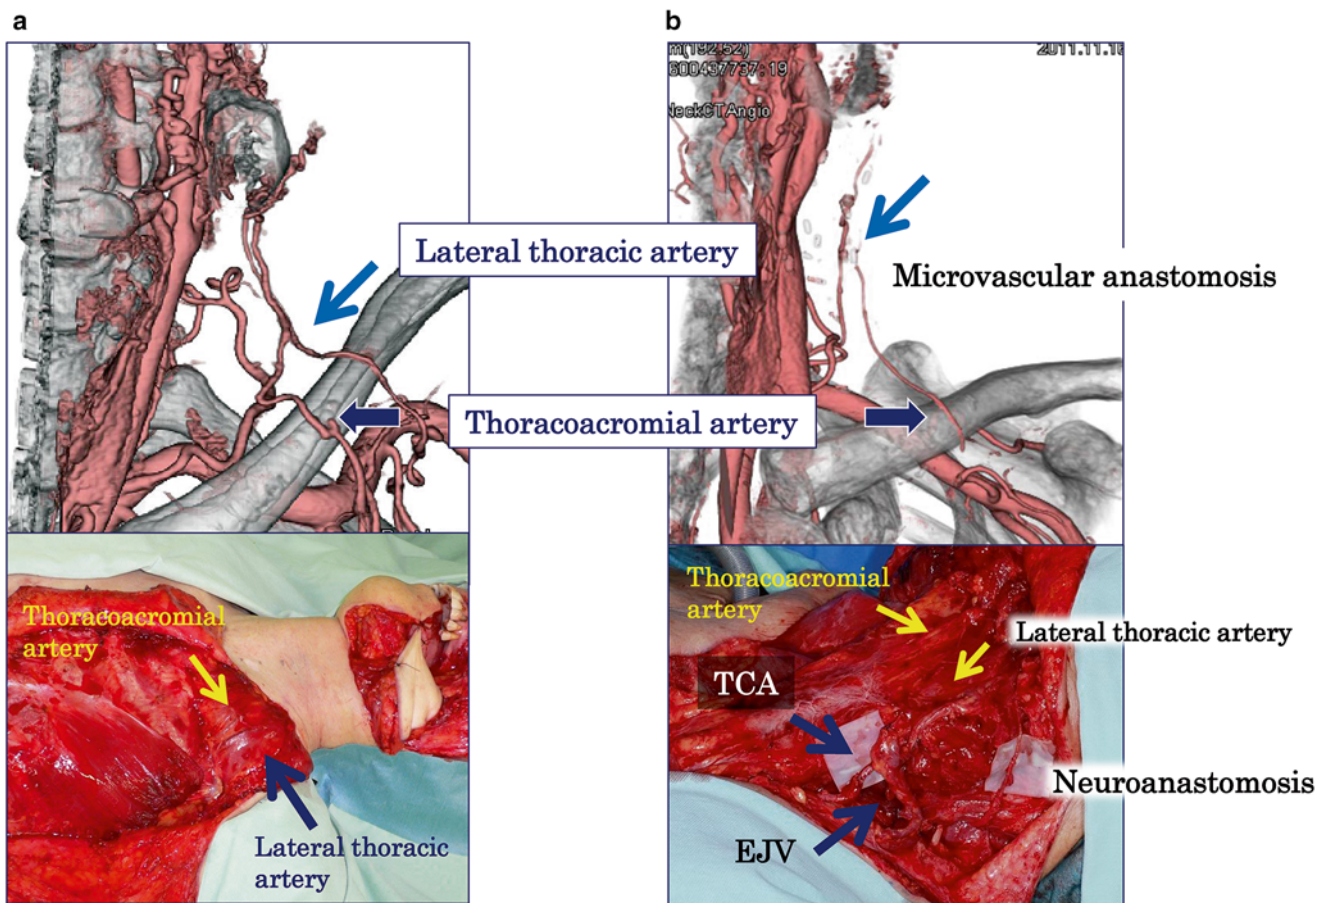 a
b
m(192.52)
600437737:19
2011.11.1
NeckCTAngio
Lateral thoracic artery
Microvascular anastomosis
Thoracoacromial artery
Thoracoacromial
artery
Lateral thoracic
artery
Thoracoacromial
artery
Lateral thoracic artery
TCA
Neuroanastomosis
EJV